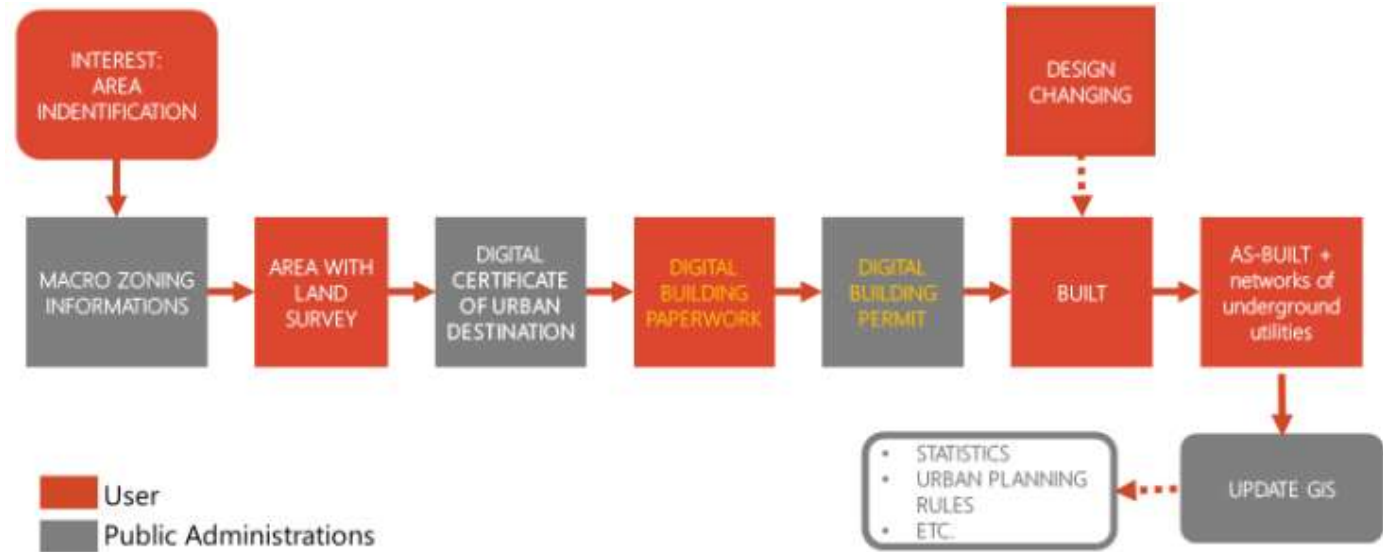 INTEREST:
AREA
INDENTIFICATION
DESIGN
CHANGING
MACRO ZONING
INFORMATIONS
AREA WITH
LAND
SURVEY
DIGITAL
CERTIFICATE
OF URBAN
DESTINATION
DIGITAL
BUILDING
PAPERWORK
DIGITAL
BUILDING
PERMIT
BUILT
AS-BUILT +
networks of
underground
utilities
• STATISTICS
• URBAN PLANNING
RULES
• ETC.
UPDATE GIS
User
Public Administrations